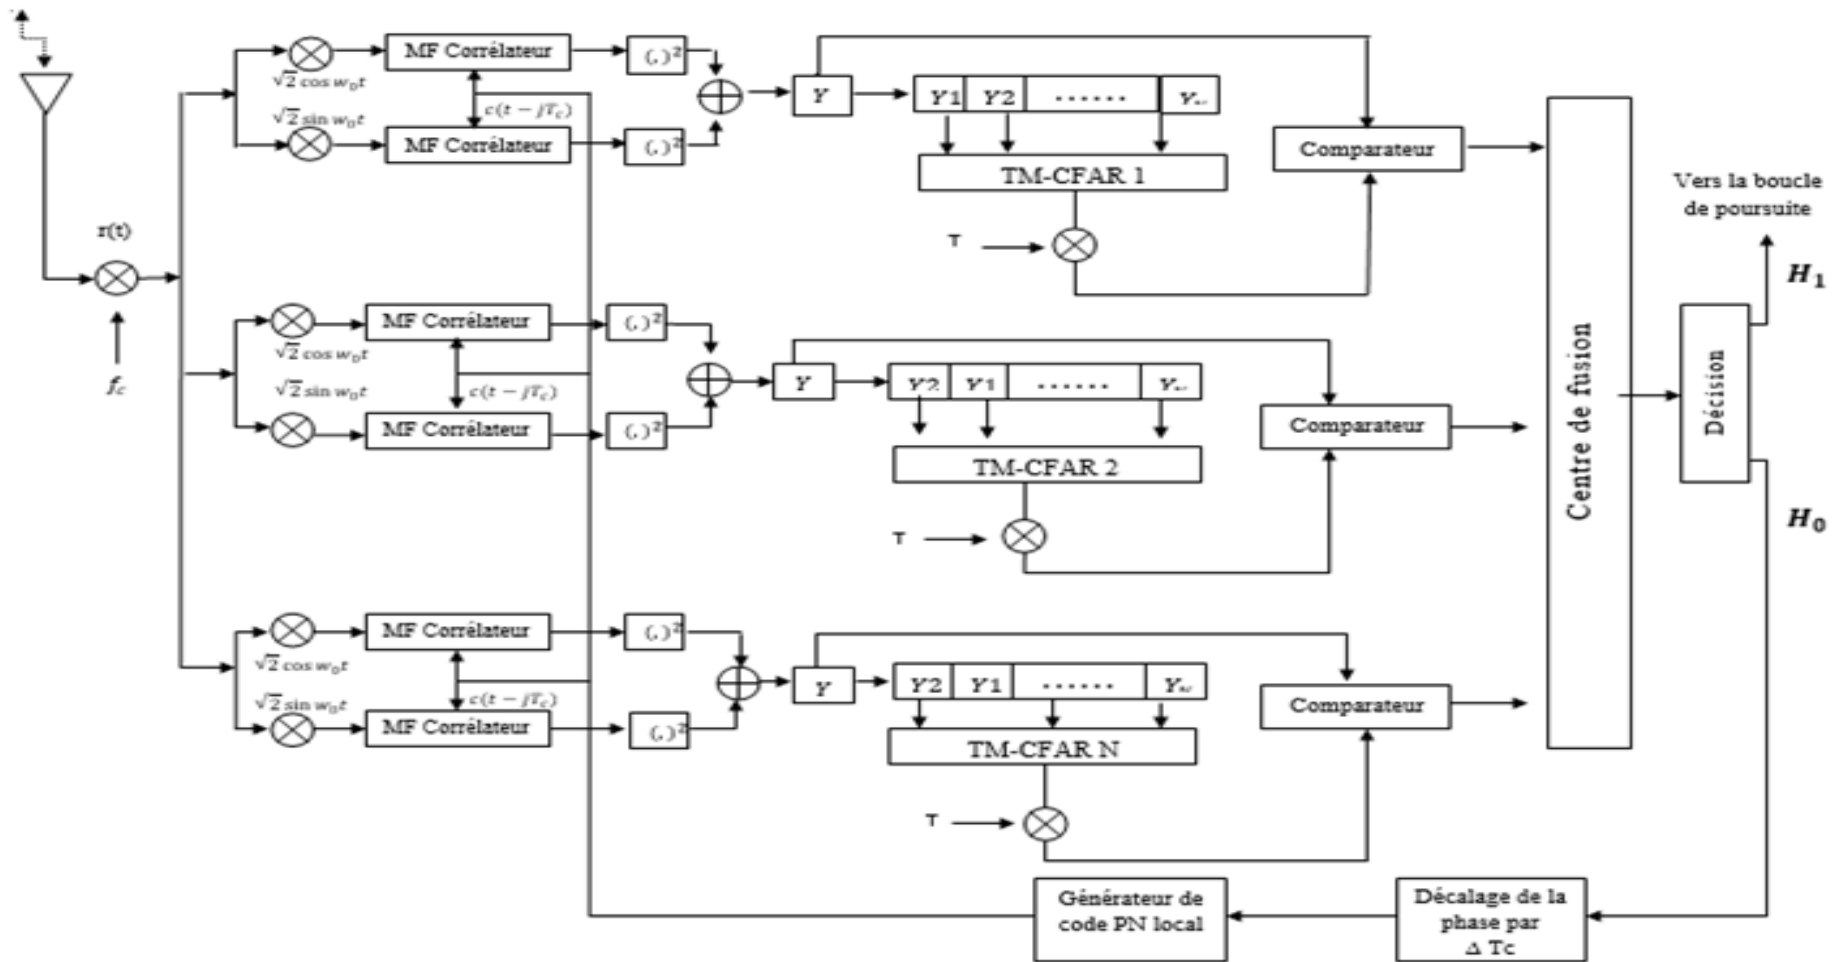 MF Corrélateur
(.)²
√2 cos w₀t
Y
Y1 Y2 ......
c(t − jT_c)
√2 sin w₀t
MF Corrélateur
(.)²
Comparateur
TM-CFAR 1
Vers la boucle
de poursuite
T
r(t)
H₁
f_c
MF Corrélateur
(.)²
√2 cos w₀t
Y
Y2 Y1 ......
c(t − jT_c)
√2 sin w₀t
MF Corrélateur
(.)²
Comparateur
TM-CFAR 2
T
Centre de fusion
Décision
H₀
MF Corrélateur
(.)²
√2 cos w₀t
Y
Y2 Y1 ......
c(t − jT_c)
√2 sin w₀t
MF Corrélateur
(.)²
Comparateur
TM-CFAR N
T
Générateur de
code PN local
Décalage de la
phase par
Δ Tc